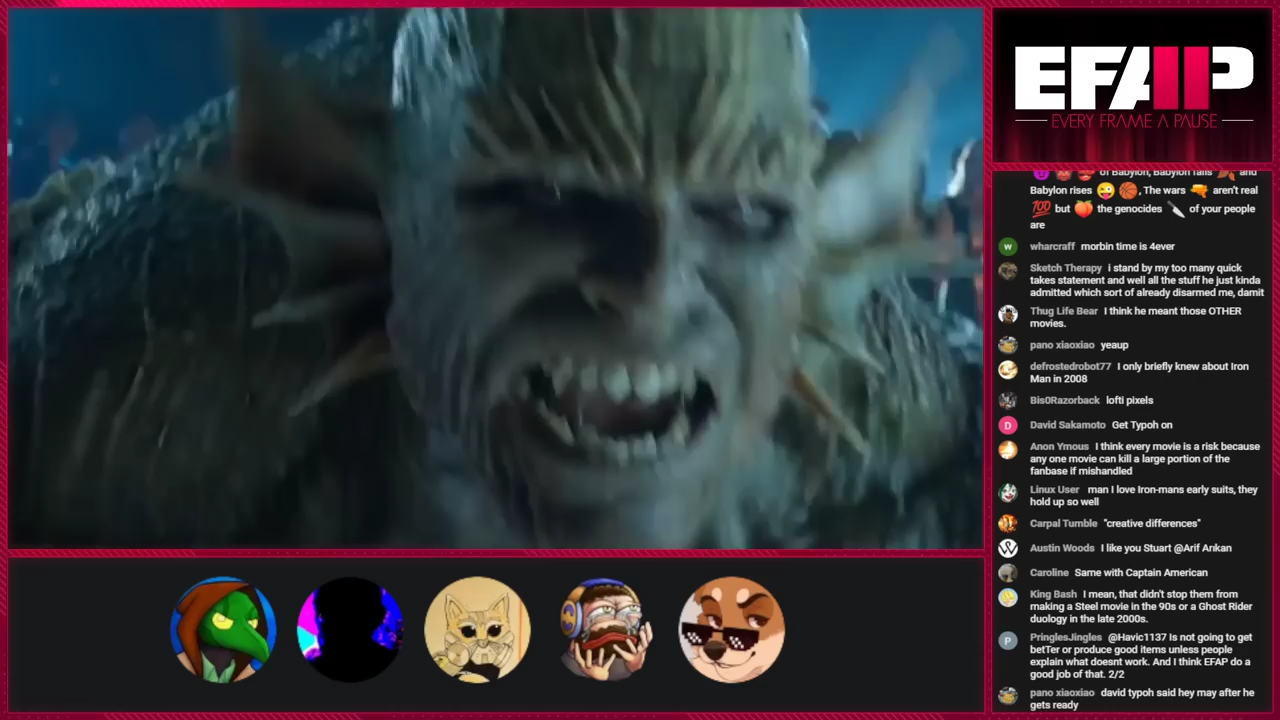 EFAP
EVERY FRAME A PAUSE
of Babylon, Babylon falls and
Babylon rises , The wars aren't real
100 but the genocides of your people
are
W wharcraff morbin time is 4ever
Sketch Therapy i stand by my too many quick
takes statement and well all the stuff he just kinda
admitted which sort of already disarmed me, damit
Thug Life Bear I think he meant those OTHER
movies.
pano xiaoxiao yeaup
defrostedrobot77 I only briefly knew about Iron
Man in 2008
Bis0Razorback lofti pixels
D David Sakamoto Get Typoh on
Anon Ymous I think every movie is a risk because
any one movie can kill a large portion of the
fanbase if mishandled
Linux User man I love Iron-mans early suits, they
hold up so well
Carpal Tumble "creative differences"
Austin Woods I like you Stuart @Arif Arıkan
Caroline Same with Captain American
King Bash I mean, that didn't stop them from
making a Steel movie in the 90s or a Ghost Rider
duology in the late 2000s.
P PringlesJingles @Havic1137 Is not going to get
betTer or produce good items unless people
explain what doesnt work. And I think EFAP do a
good job of that. 2/2
pano xiaoxiao david typoh said hey may after he
gets ready